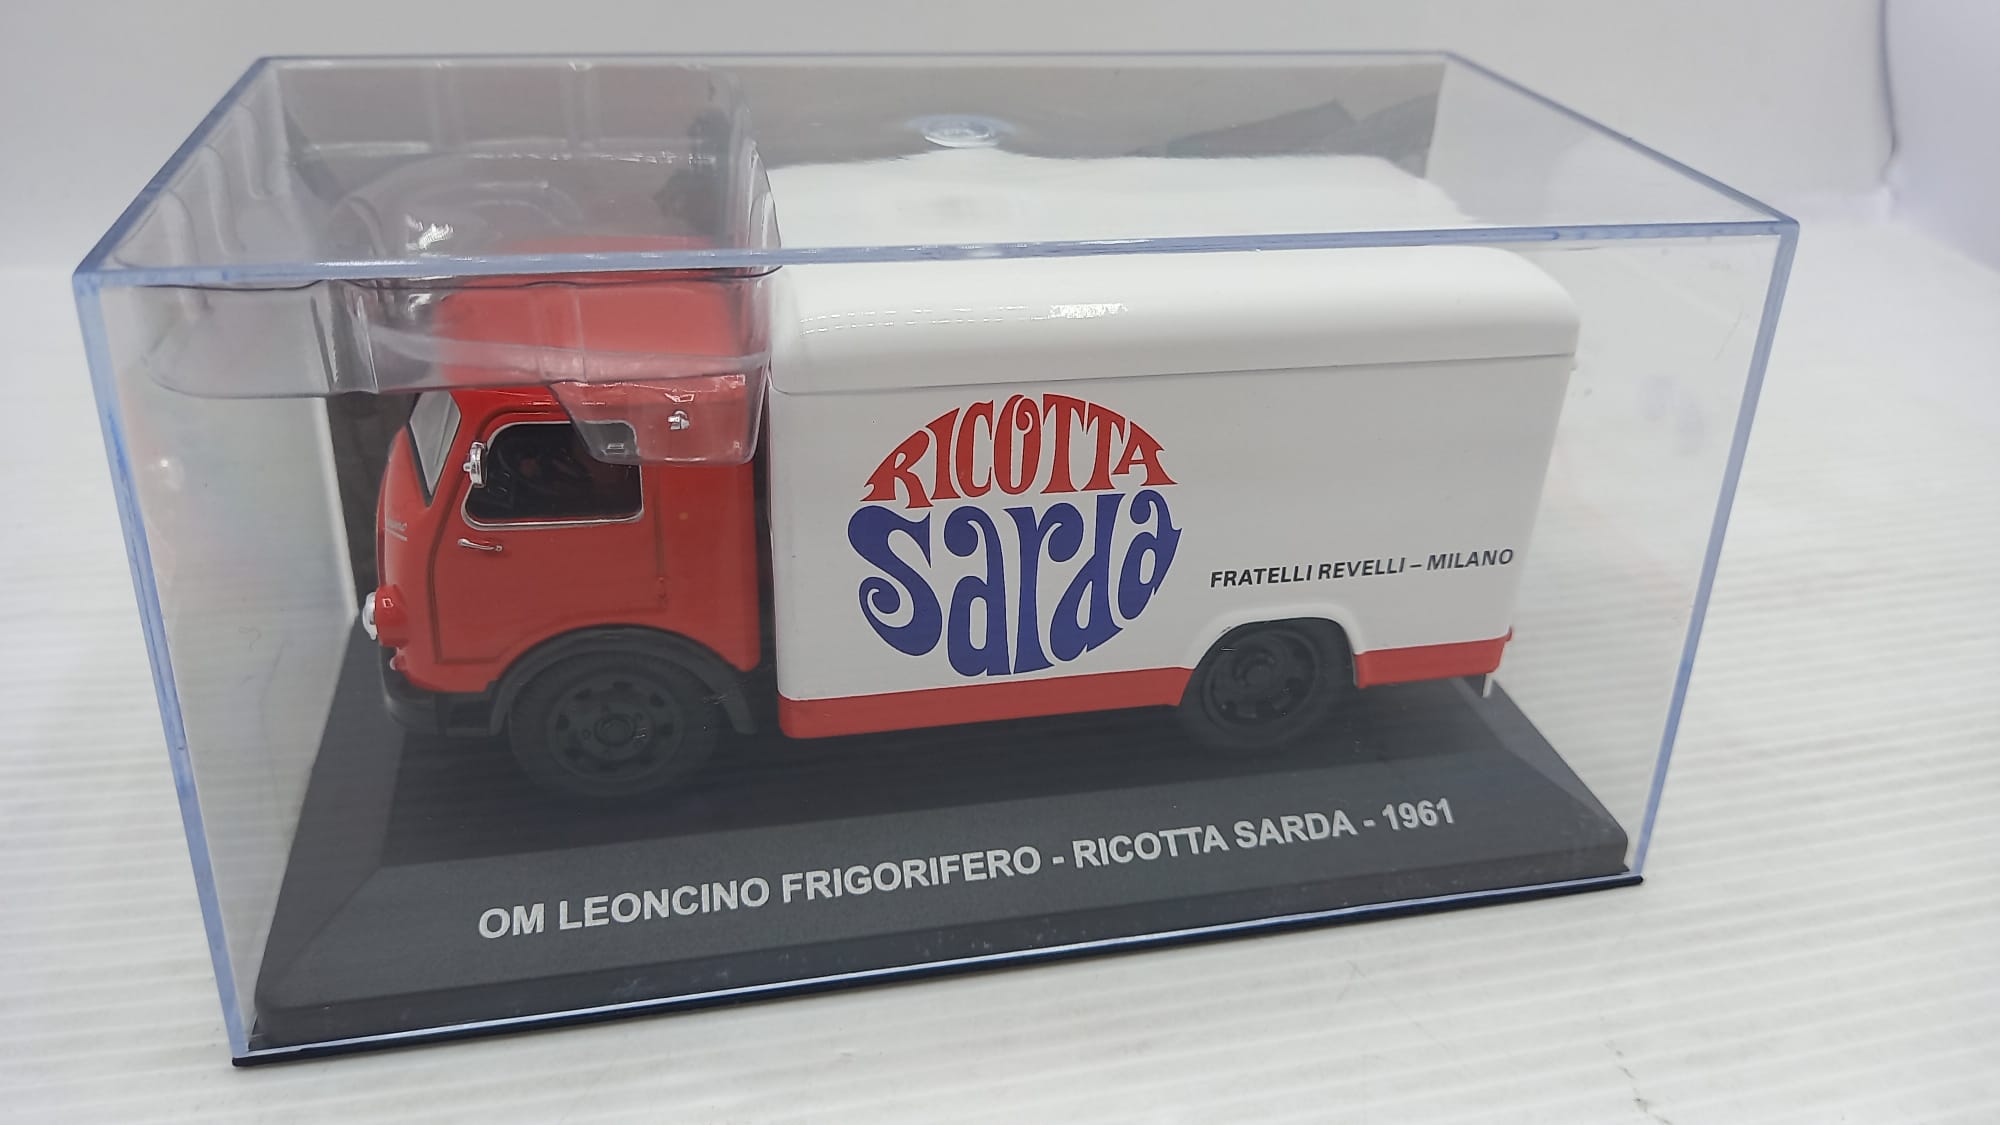 RICOTTA
Sarda
FRATELLI REVELLI – MILANO
OM LEONCINO FRIGORIFERO - RICOTTA SARDA - 1961